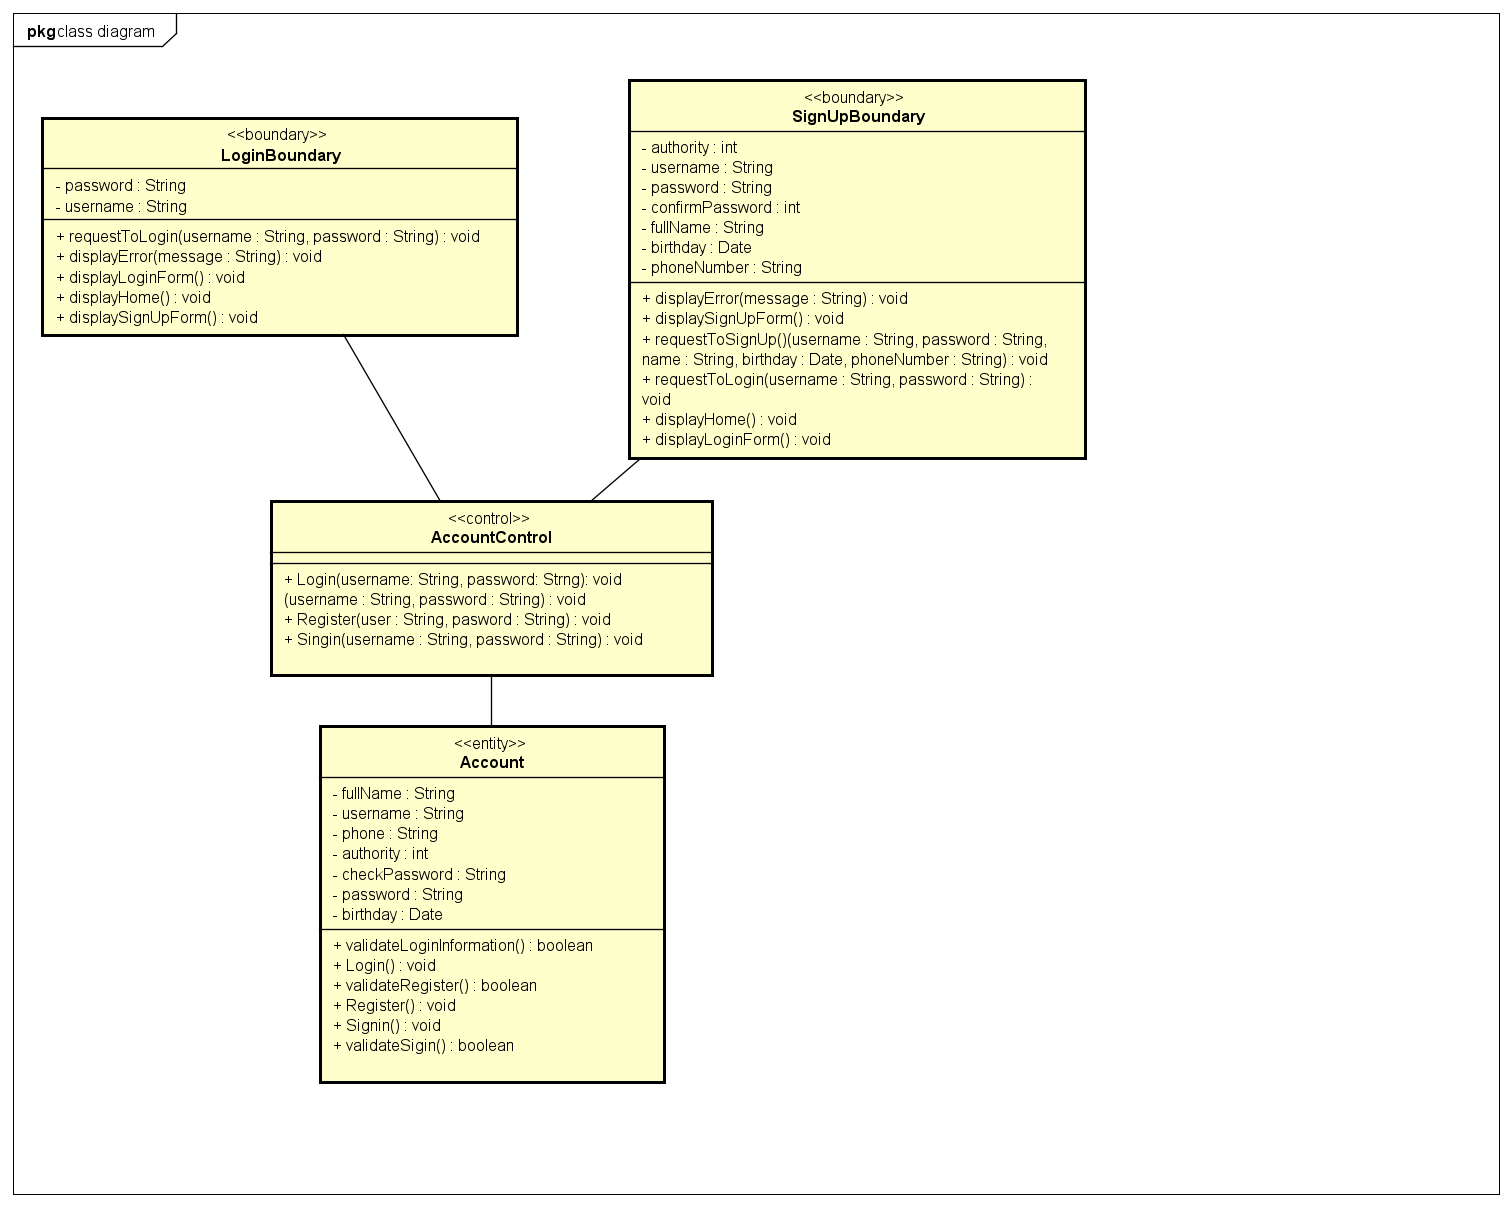 pkg class diagram
<<boundary>>
LoginBoundary
- password : String
- username : String
+ requestToLogin(username : String, password : String) : void
+ displayError(message : String) : void
+ displayLoginForm() : void
+ displayHome() : void
+ displaySignUpForm() : void
<<boundary>>
SignUpBoundary
- authority : int
- username : String
- password : String
- confirmPassword : int
- fullName : String
- birthday : Date
- phoneNumber : String
+ displayError(message : String) : void
+ displaySignUpForm() : void
+ requestToSignUp()(username : String, password : String,
name : String, birthday : Date, phoneNumber : String) : void
+ requestToLogin(username : String, password : String) :
void
+ displayHome() : void
+ displayLoginForm() : void
<<control>>
AccountControl
+ Login(username: String, password: Strng): void
(username : String, password : String) : void
+ Register(user : String, pasword : String) : void
+ Singin(username : String, password : String) : void
<<entity>>
Account
- fullName : String
- username : String
- phone : String
- authority : int
- checkPassword : String
- password : String
- birthday : Date
+ validateLoginInformation() : boolean
+ Login() : void
+ validateRegister() : boolean
+ Register() : void
+ Signin() : void
+ validateSigin() : boolean